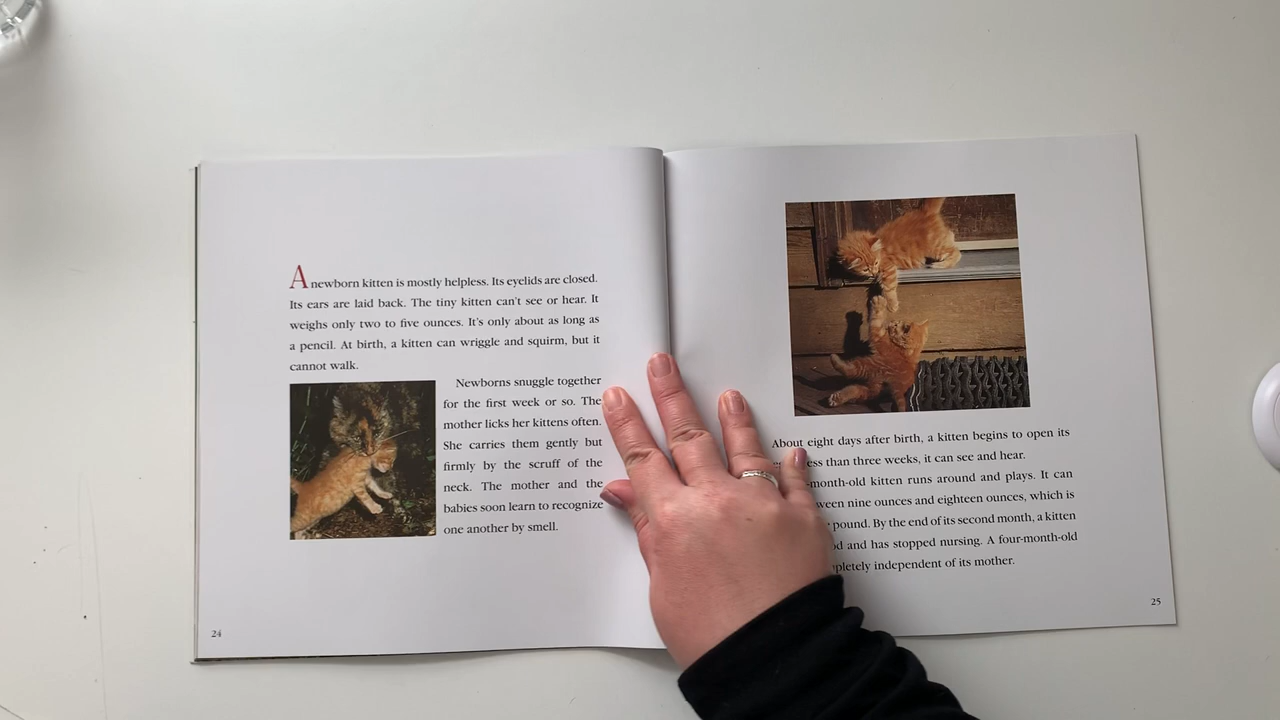 A newborn kitten is mostly helpless. Its eyelids are closed.
Its ears are laid back. The tiny kitten can't see or hear. It
weighs only two to five ounces. It's only about as long as
a pencil. At birth, a kitten can wriggle and squirm, but it
cannot walk.
Newborns snuggle together
for the first week or so. The
mother licks her kittens often.
She carries them gently but
firmly by the scruff of the
neck. The mother and the
babies soon learn to recognize
one another by smell.
24
About eight days after birth, a kitten begins to open its
than three weeks, it can see and hear.
-month-old kitten runs around and plays. It can
nine ounces and eighteen ounces, which is
pound. By the end of its second month, a kitten
and has stopped nursing. A four-month-old
independent of its mother.
25